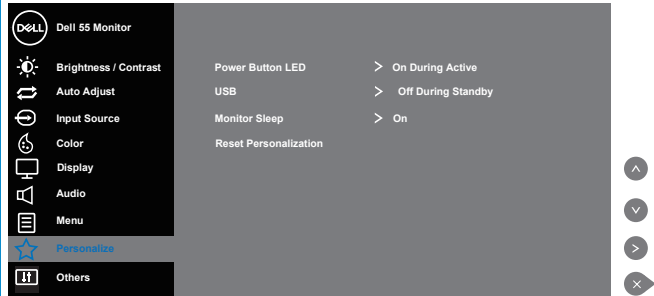 DELL Dell 55 Monitor
Brightness / Contrast Power Button LED > On During Active
Auto Adjust USB > Off During Standby
Input Source Monitor Sleep > On
Color Reset Personalization
Display
Audio
Menu
Personalize
Others